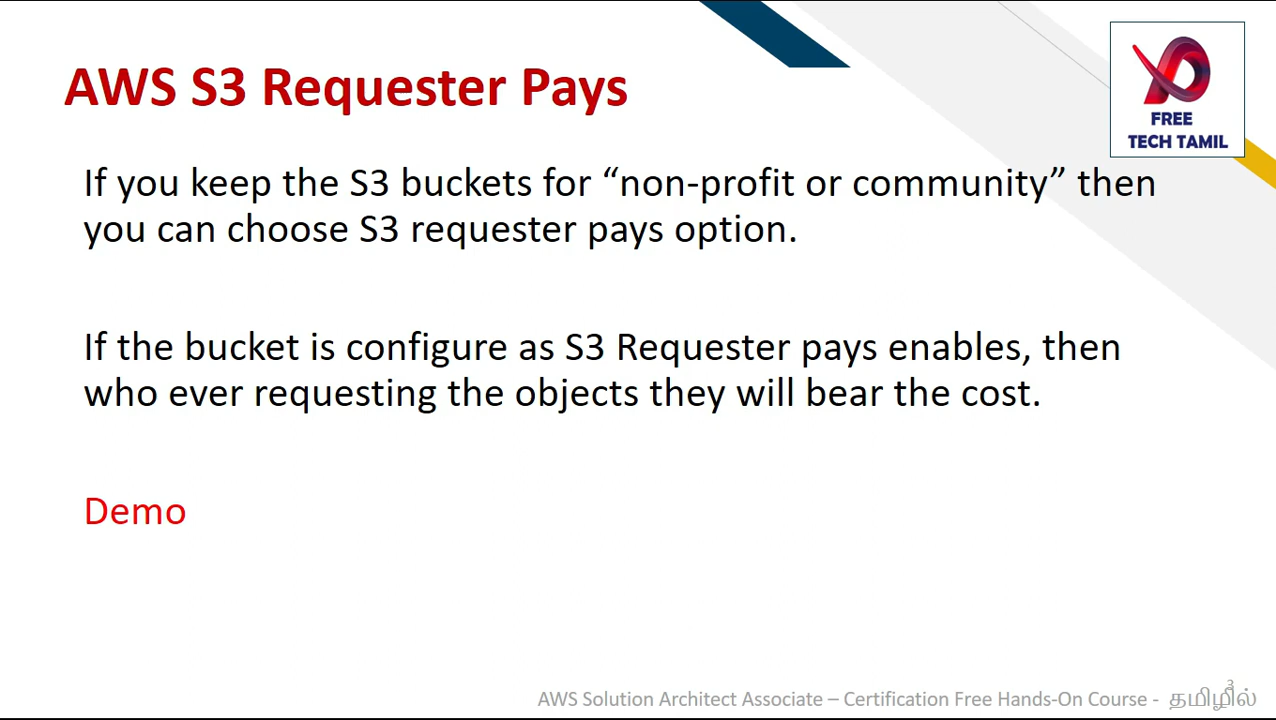 AWS S3 Requester Pays
FREE
TECH TAMIL
If you keep the S3 buckets for “non-profit or community” then
you can choose S3 requester pays option.
If the bucket is configure as S3 Requester pays enables, then
who ever requesting the objects they will bear the cost.
Demo
3
AWS Solution Architect Associate – Certification Free Hands-On Course - தமிழில்